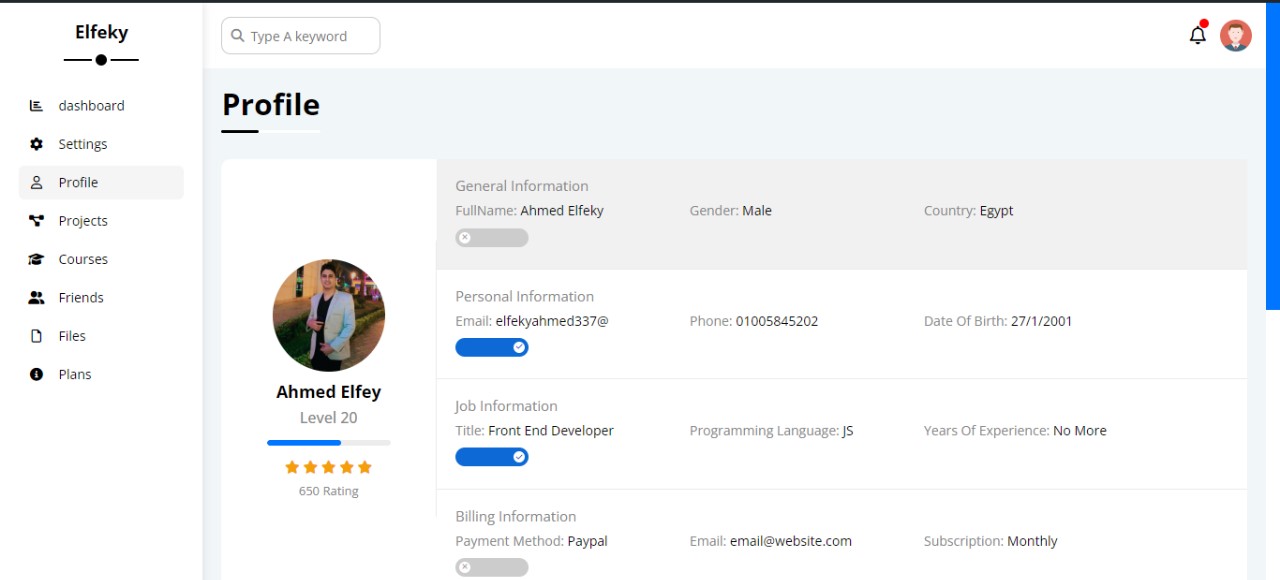 Elfeky
Type A keyword
dashboard
Settings
Profile
Projects
Courses
Friends
Files
Plans
Profile
Ahmed Elfey
Level 20
650 Rating
General Information
FullName: Ahmed Elfeky Gender: Male Country: Egypt
Personal Information
Email: elfekyahmed337@ Phone: 01005845202 Date Of Birth: 27/1/2001
Job Information
Title: Front End Developer Programming Language: JS Years Of Experience: No More
Billing Information
Payment Method: Paypal Email: email@website.com Subscription: Monthly